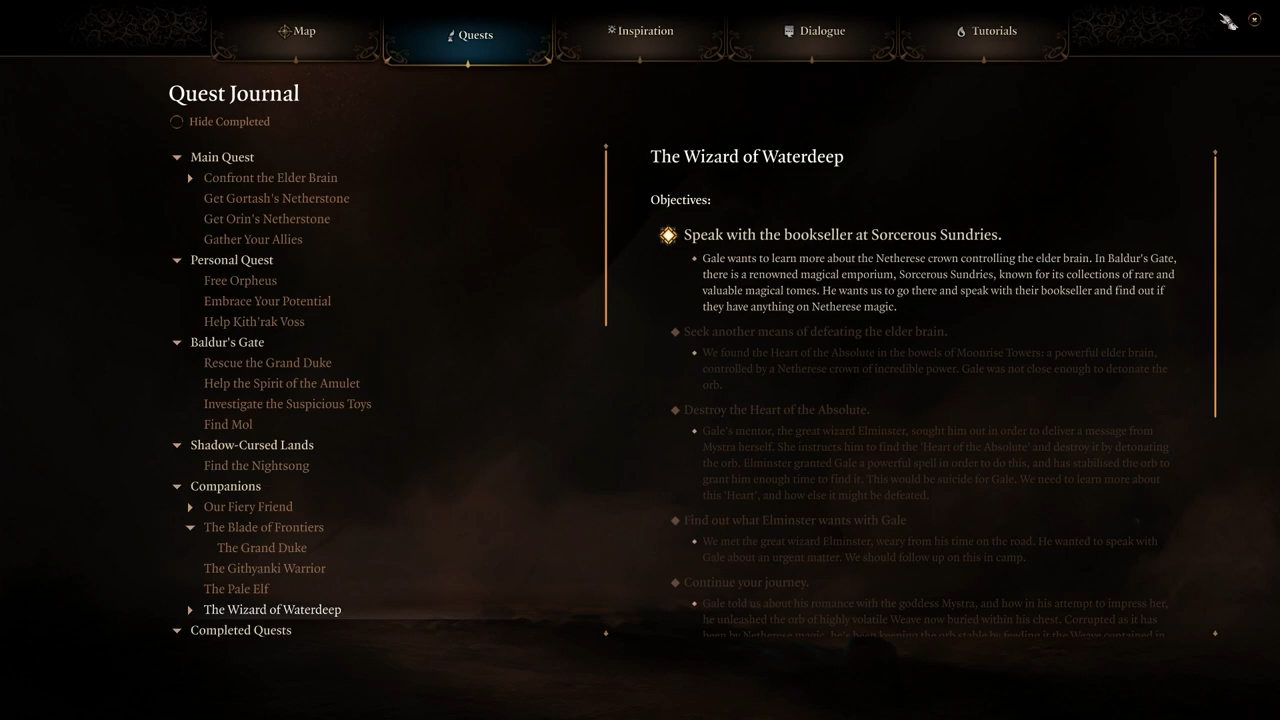 Map
Quests
Inspiration
Dialogue
Tutorials
Quest Journal
Hide Completed
Main Quest
Confront the Elder Brain
Get Gortash's Netherstone
Get Orin's Netherstone
Gather Your Allies
Personal Quest
Free Orpheus
Embrace Your Potential
Help Kith'rak Voss
Baldur's Gate
Rescue the Grand Duke
Help the Spirit of the Amulet
Investigate the Suspicious Toys
Find Mol
Shadow-Cursed Lands
Find the Nightsong
Companions
Our Fiery Friend
The Blade of Frontiers
The Grand Duke
The Githyanki Warrior
The Pale Elf
The Wizard of Waterdeep
Completed Quests
The Wizard of Waterdeep
Objectives:
Speak with the bookseller at Sorcerous Sundries.
Gale wants to learn more about the Netherese crown controlling the elder brain. In Baldur's Gate,
there is a renowned magical emporium, Sorcerous Sundries, known for its collections of rare and
valuable magical tomes. He wants us to go there and speak with their bookseller and find out if
they have anything on Netherese magic.
Seek another means of defeating the elder brain.
We found the Heart of the Absolute in the bowels of Moonrise Towers: a powerful elder brain,
controlled by a Netherese crown of incredible power. Gale was not close enough to detonate the
orb.
Destroy the Heart of the Absolute.
Gale's mentor, the great wizard Elminster, sought him out in order to deliver a message from
Mystra herself. She instructs him to find the 'Heart of the Absolute' and destroy it by detonating
the orb. Elminster granted Gale a powerful spell in order to do this, and has stabilised the orb to
grant him enough time to find it. This would be suicide for Gale. We need to learn more about
this 'Heart', and how else it might be defeated.
Find out what Elminster wants with Gale
We met the great wizard Elminster, weary from his time on the road. He wanted to speak with
Gale about an urgent matter. We should follow up on this in camp.
Continue your journey.
Gale told us about his romance with the goddess Mystra, and how in his attempt to impress her,
he unleashed the orb of highly volatile Weave now buried within his chest. Corrupted as it has
been by Netherese magic, he's been keeping the orb stable by feeding it the Weave contained in